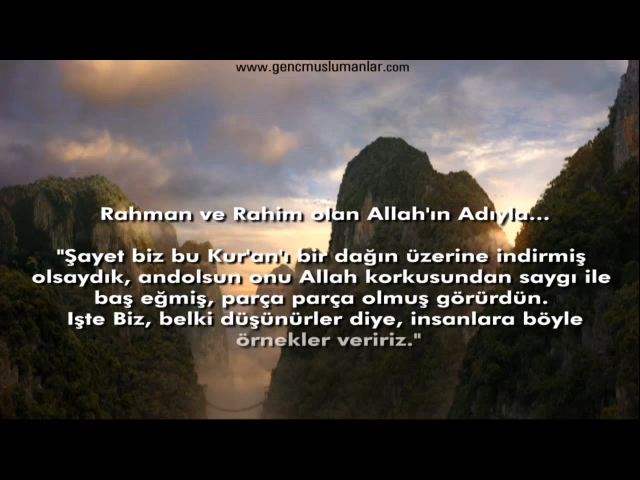 www.gencmuslumanlar.com
Rahman ve Rahim olan Allah'ın Adıyla...
"Şayet biz bu Kur'an'ı bir dağın üzerine indirmiş
olsaydık, andolsun onu Allah korkusundan saygı ile
baş eğmiş, parça parça olmuş görürdün.
Işte Biz, belki düşünürler diye, insanlara böyle
örnekler veririz."